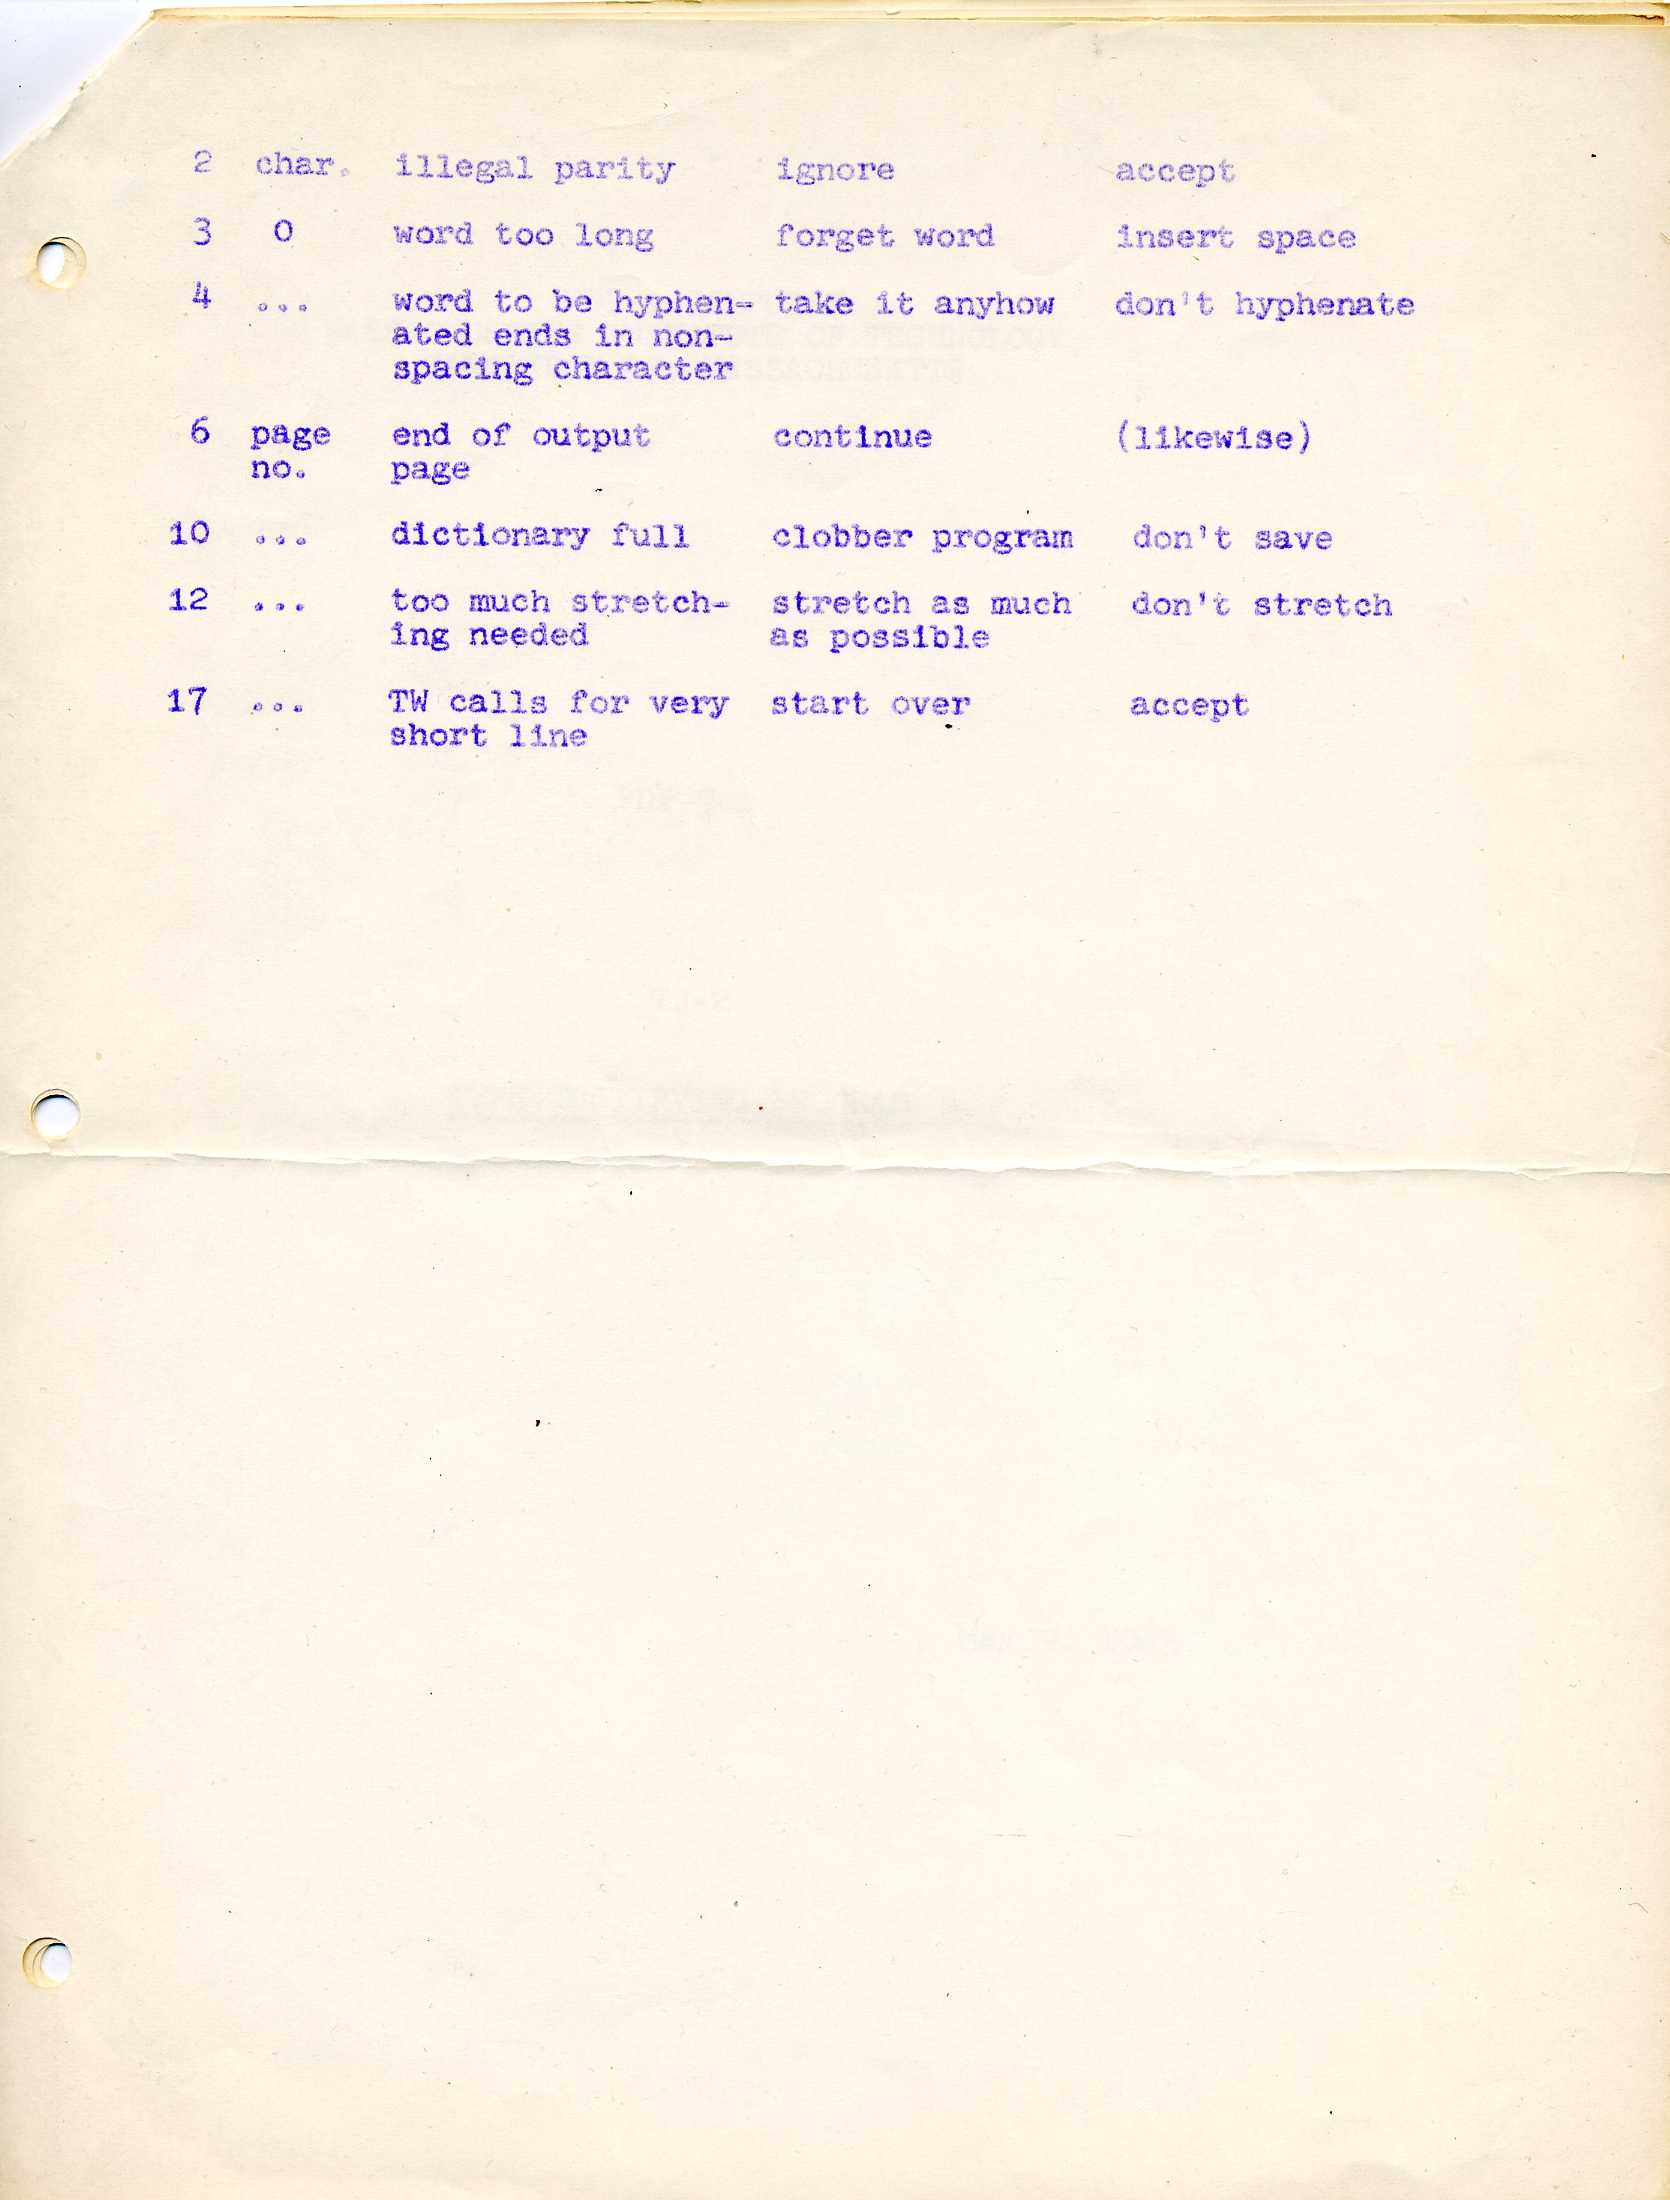 2 char. illegal parity ignore accept
3 0 word too long forget word insert space
4 ... word to be hyphen- take it anyhow don't hyphenate
ated ends in non-
spacing character
6 page end of output continue (likewise)
no. page
10 ... dictionary full clobber program don't save
12 ... too much stretch- stretch as much don't stretch
ing needed as possible
17 ... TW calls for very start over accept
short line